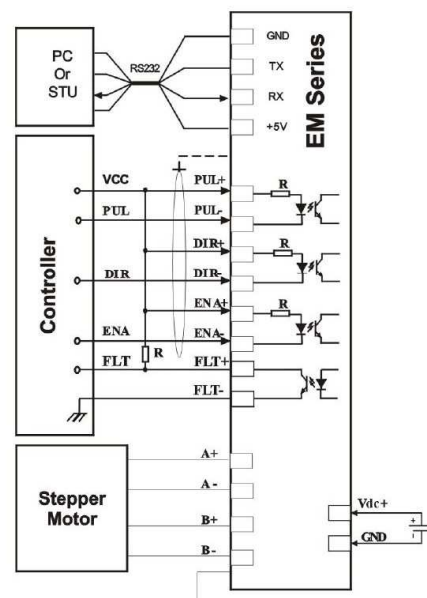 PC
Or
STU
RS232
GND
TX
RX
+5V
EM Series
Controller
VCC
PUL
DIR
ENA
FLT
R
PUL+
PUL-
DIR+
DIR-
ENA+
ENA-
FLT+
FLT-
R
R
R
Stepper
Motor
A+
A-
B+
B-
Vdc+
GND
+
-